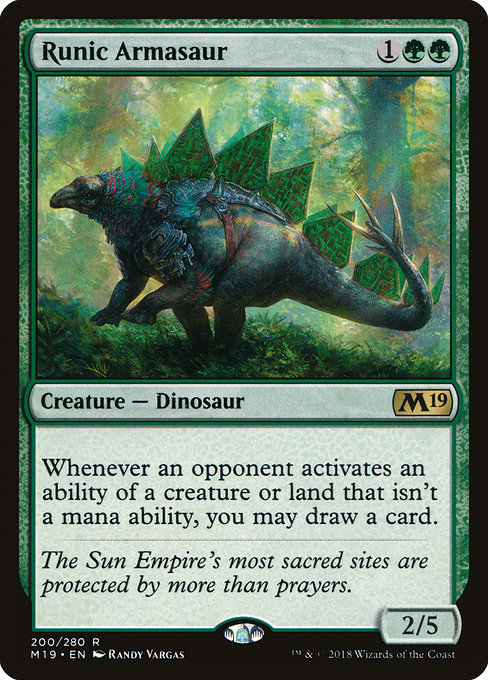 Runic Armasaur 1
Creature — Dinosaur M19
Whenever an opponent activates an
ability of a creature or land that isn't
a mana ability, you may draw a card.
The Sun Empire's most sacred sites are
protected by more than prayers.
2/5
200/280 R
M19 • EN Randy Vargas
™ & © 2018 Wizards of the Coast